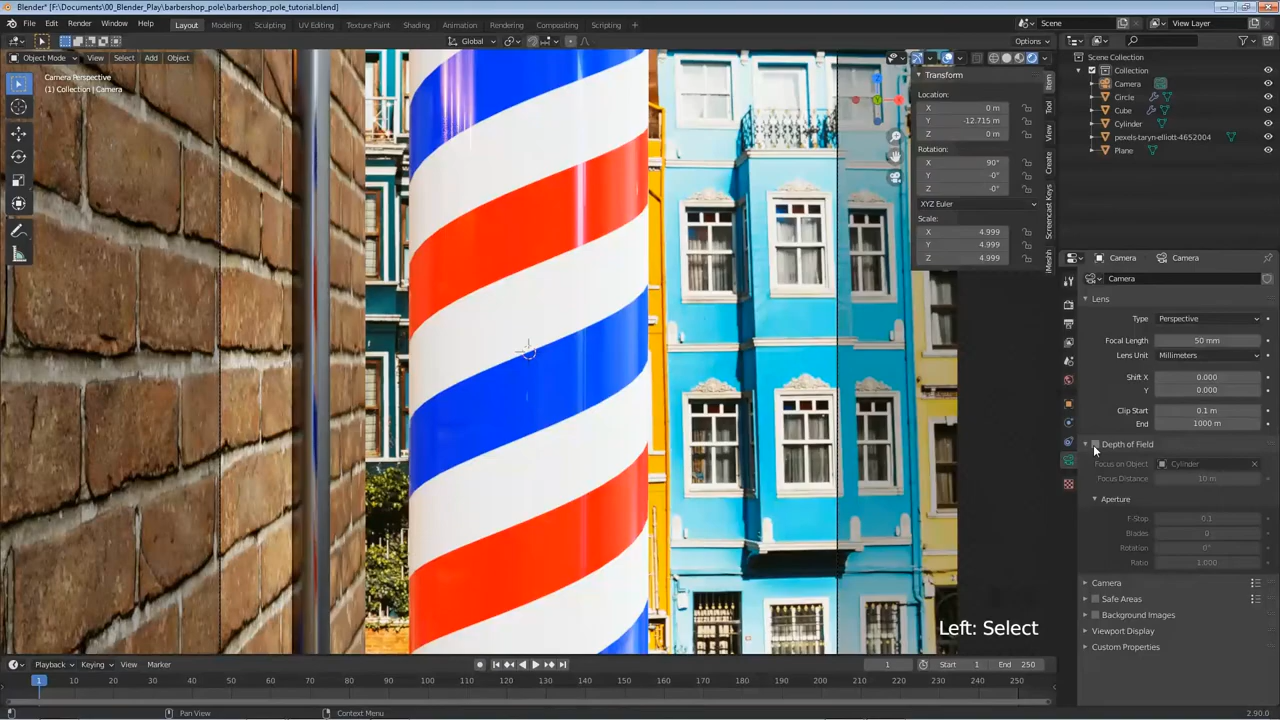 Blender* [F:\Documents\00_Blender_Play\barbershop_pole\barbershop_pole_tutorial.blend]
File Edit Render Window Help Layout Modeling Sculpting UV Editing Texture Paint Shading Animation Rendering Compositing Scripting Scene View Layer
Global Options
Object Mode View Select Add Object
Camera Perspective
(1) Collection | Camera
Transform
Location:
X 0 m
Y -12.715 m
Z 0 m
Rotation:
X 90°
Y -0°
Z -0°
XYZ Euler
Scale:
X 4.999
Y 4.999
Z 4.999
Item
Tool
View
Create
Screencast Keys
iMeshh
Scene Collection
Collection
Camera
Circle
Cube
Cylinder
pexels-taryn-elliott-4652004
Plane
Camera Camera
Camera
Lens
Type Perspective
Focal Length 50 mm
Lens Unit Millimeters
Shift X 0.000
Y 0.000
Clip Start 0.1 m
End 1000 m
Depth of Field
Focus on Object Cylinder
Focus Distance 10 m
Aperture
F-Stop 0.1
Blades 0
Rotation 0°
Ratio 1.000
Camera
Safe Areas
Background Images
Viewport Display
Custom Properties
Left: Select
Playback Keying View Marker 1 Start 1 End 250
1 10 20 30 40 50 60 70 80 90 100 110 120 130 140 150 160 170 180 190 200 210 220 230 240 250
Select Pan View Context Menu 2.90.0